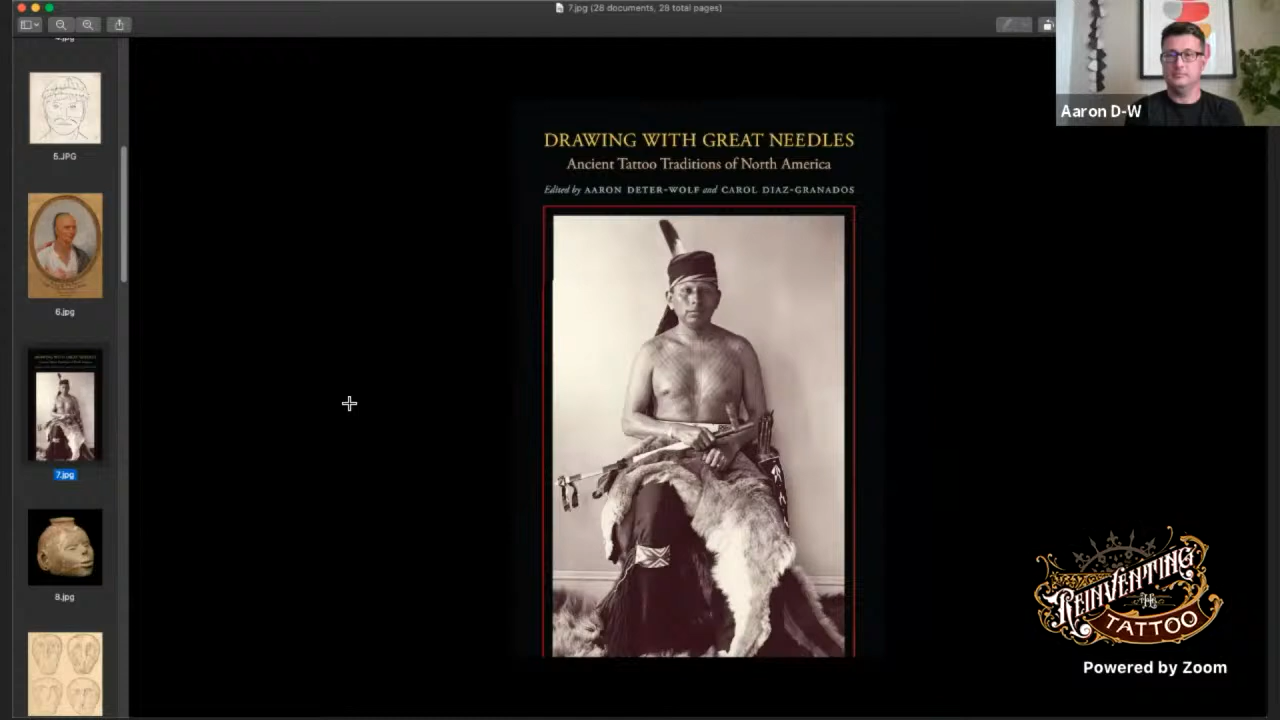 7.jpg (28 documents, 28 total pages)
5.JPG
6.jpg
7.jpg
8.jpg
DRAWING WITH GREAT NEEDLES
Ancient Tattoo Traditions of North America
Edited by AARON DETER-WOLF and CAROL DIAZ-GRANADOS
Aaron D-W
REINVENTING
THE
TATTOO
Powered by Zoom